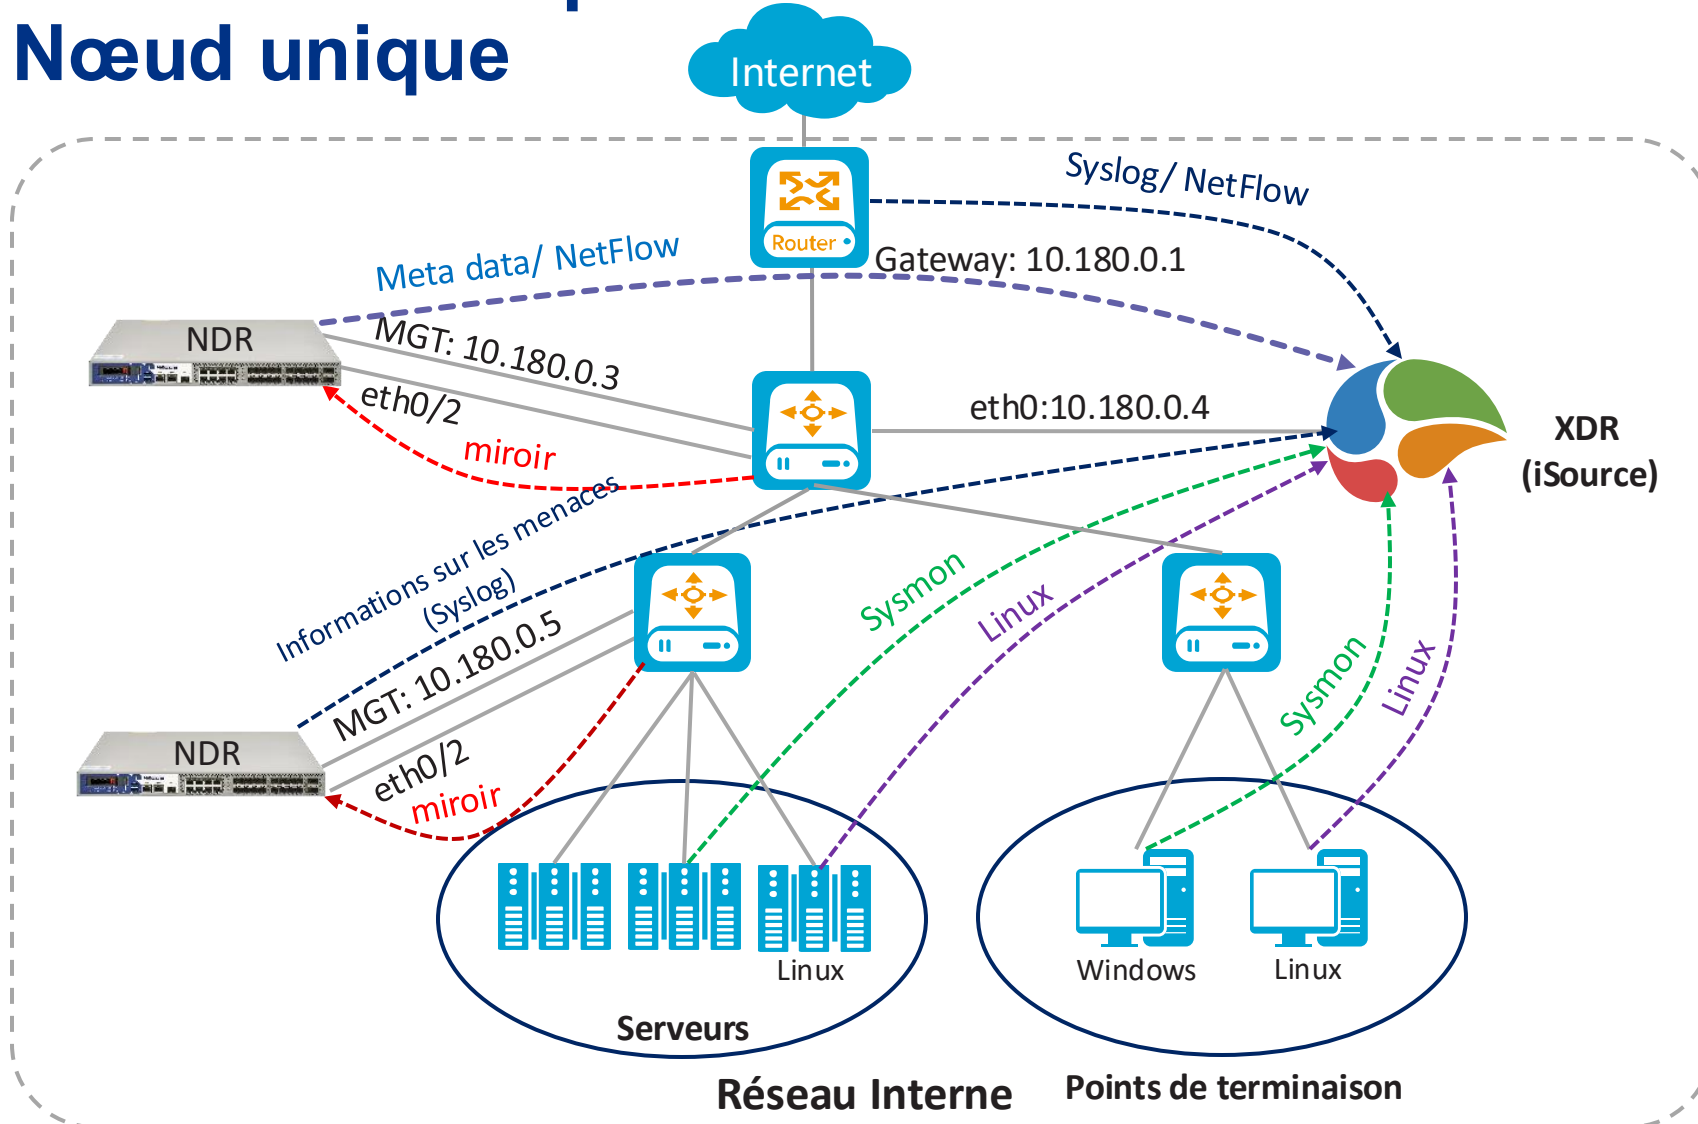 Nœud unique
Internet
Syslog/ NetFlow
Router
Meta data/ NetFlow
Gateway: 10.180.0.1
NDR
MGT: 10.180.0.3
eth0/2
miroir
eth0:10.180.0.4
XDR
(iSource)
Informations sur les menaces
(Syslog)
MGT: 10.180.0.5
Sysmon
Linux
Sysmon
Linux
NDR
eth0/2
miroir
Linux
Windows
Linux
Serveurs
Réseau Interne
Points de terminaison